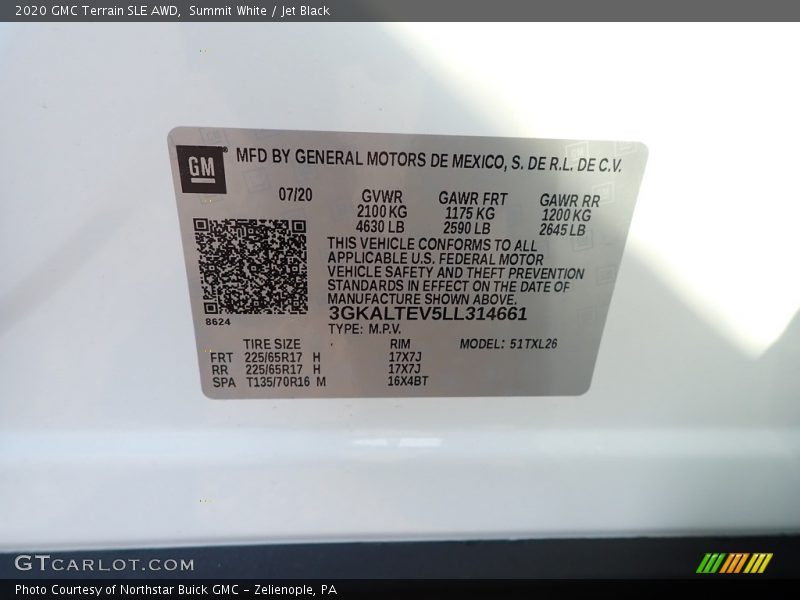 2020 GMC Terrain SLE AWD, Summit White / Jet Black
GM
MFD BY GENERAL MOTORS DE MEXICO, S. DE R.L. DE C.V.
07/20 GVWR GAWR FRT GAWR RR
2100 KG 1175 KG 1200 KG
4630 LB 2590 LB 2645 LB
THIS VEHICLE CONFORMS TO ALL
APPLICABLE U.S. FEDERAL MOTOR
VEHICLE SAFETY AND THEFT PREVENTION
STANDARDS IN EFFECT ON THE DATE OF
MANUFACTURE SHOWN ABOVE.
3GKALTEV5LL314661
8624
TYPE: M.P.V.
TIRE SIZE RIM MODEL: 51TXL26
FRT 225/65R17 H 17X7J
RR 225/65R17 H 17X7J
SPA T135/70R16 M 16X4BT
GTCARLOT.COM
Photo Courtesy of Northstar Buick GMC - Zelienople, PA